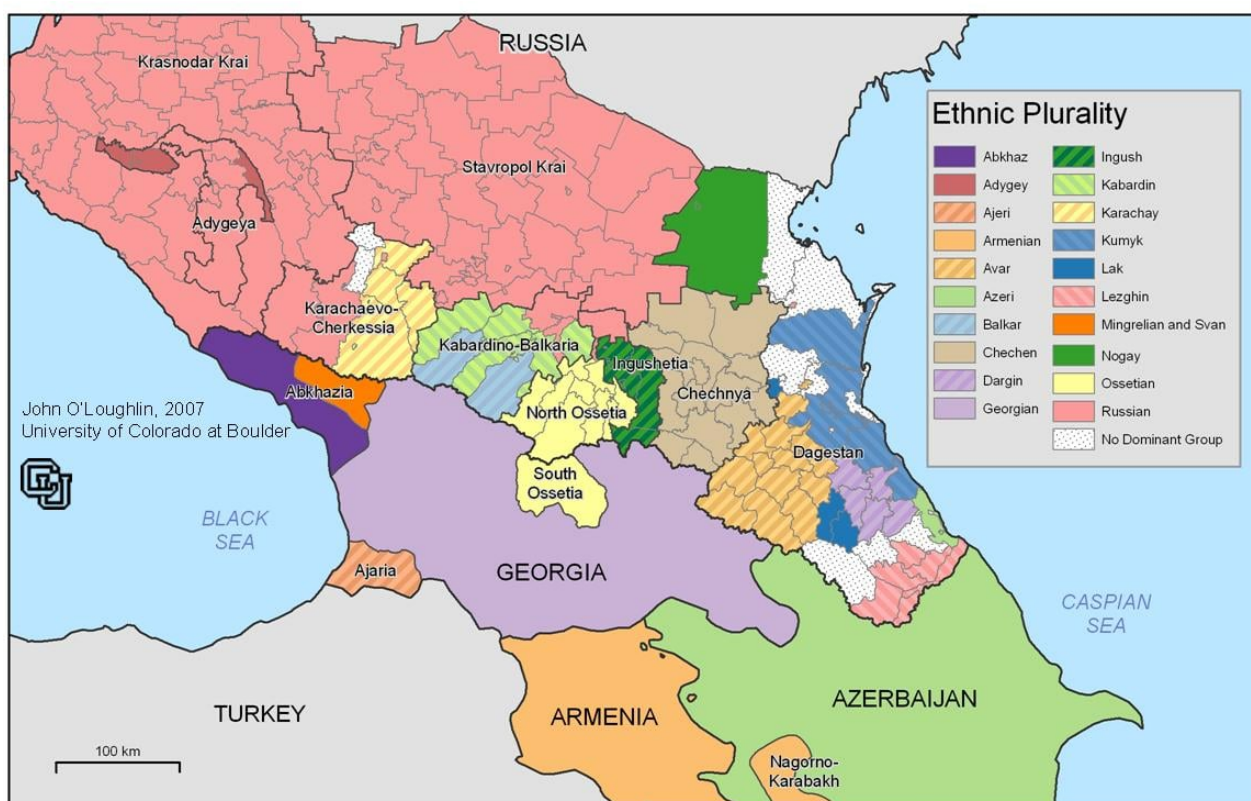 RUSSIA
Krasnodar Krai
Stavropol Krai
Adygeya
Karachaevo-
Cherkessia
Kabardino-Balkaria
Ingushetia
Abkhazia
North Ossetia
Chechnya
Dagestan
South
Ossetia
John O'Loughlin, 2007
University of Colorado at Boulder
CU
BLACK
SEA
Ajaria
GEORGIA
CASPIAN
SEA
TURKEY
ARMENIA
AZERBAIJAN
Nagorno-
Karabakh
100 km
Ethnic Plurality
Abkhaz
Adygey
Ajeri
Armenian
Avar
Azeri
Balkar
Chechen
Dargin
Georgian
Ingush
Kabardin
Karachay
Kumyk
Lak
Lezghin
Mingrelian and Svan
Nogay
Ossetian
Russian
No Dominant Group